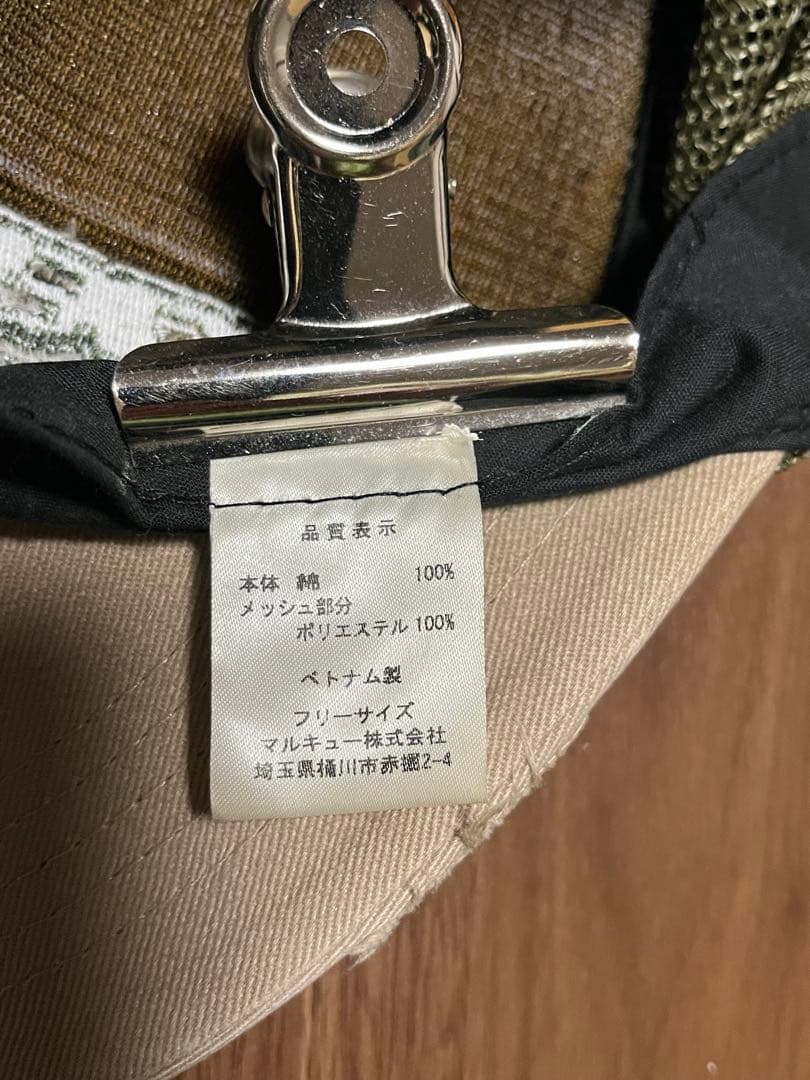 品質表示
本体 綿 100%
メッシュ部分
ポリエステル 100%
ベトナム製
フリーサイズ
マルキュー株式会社
埼玉県桶川市赤堀2-4